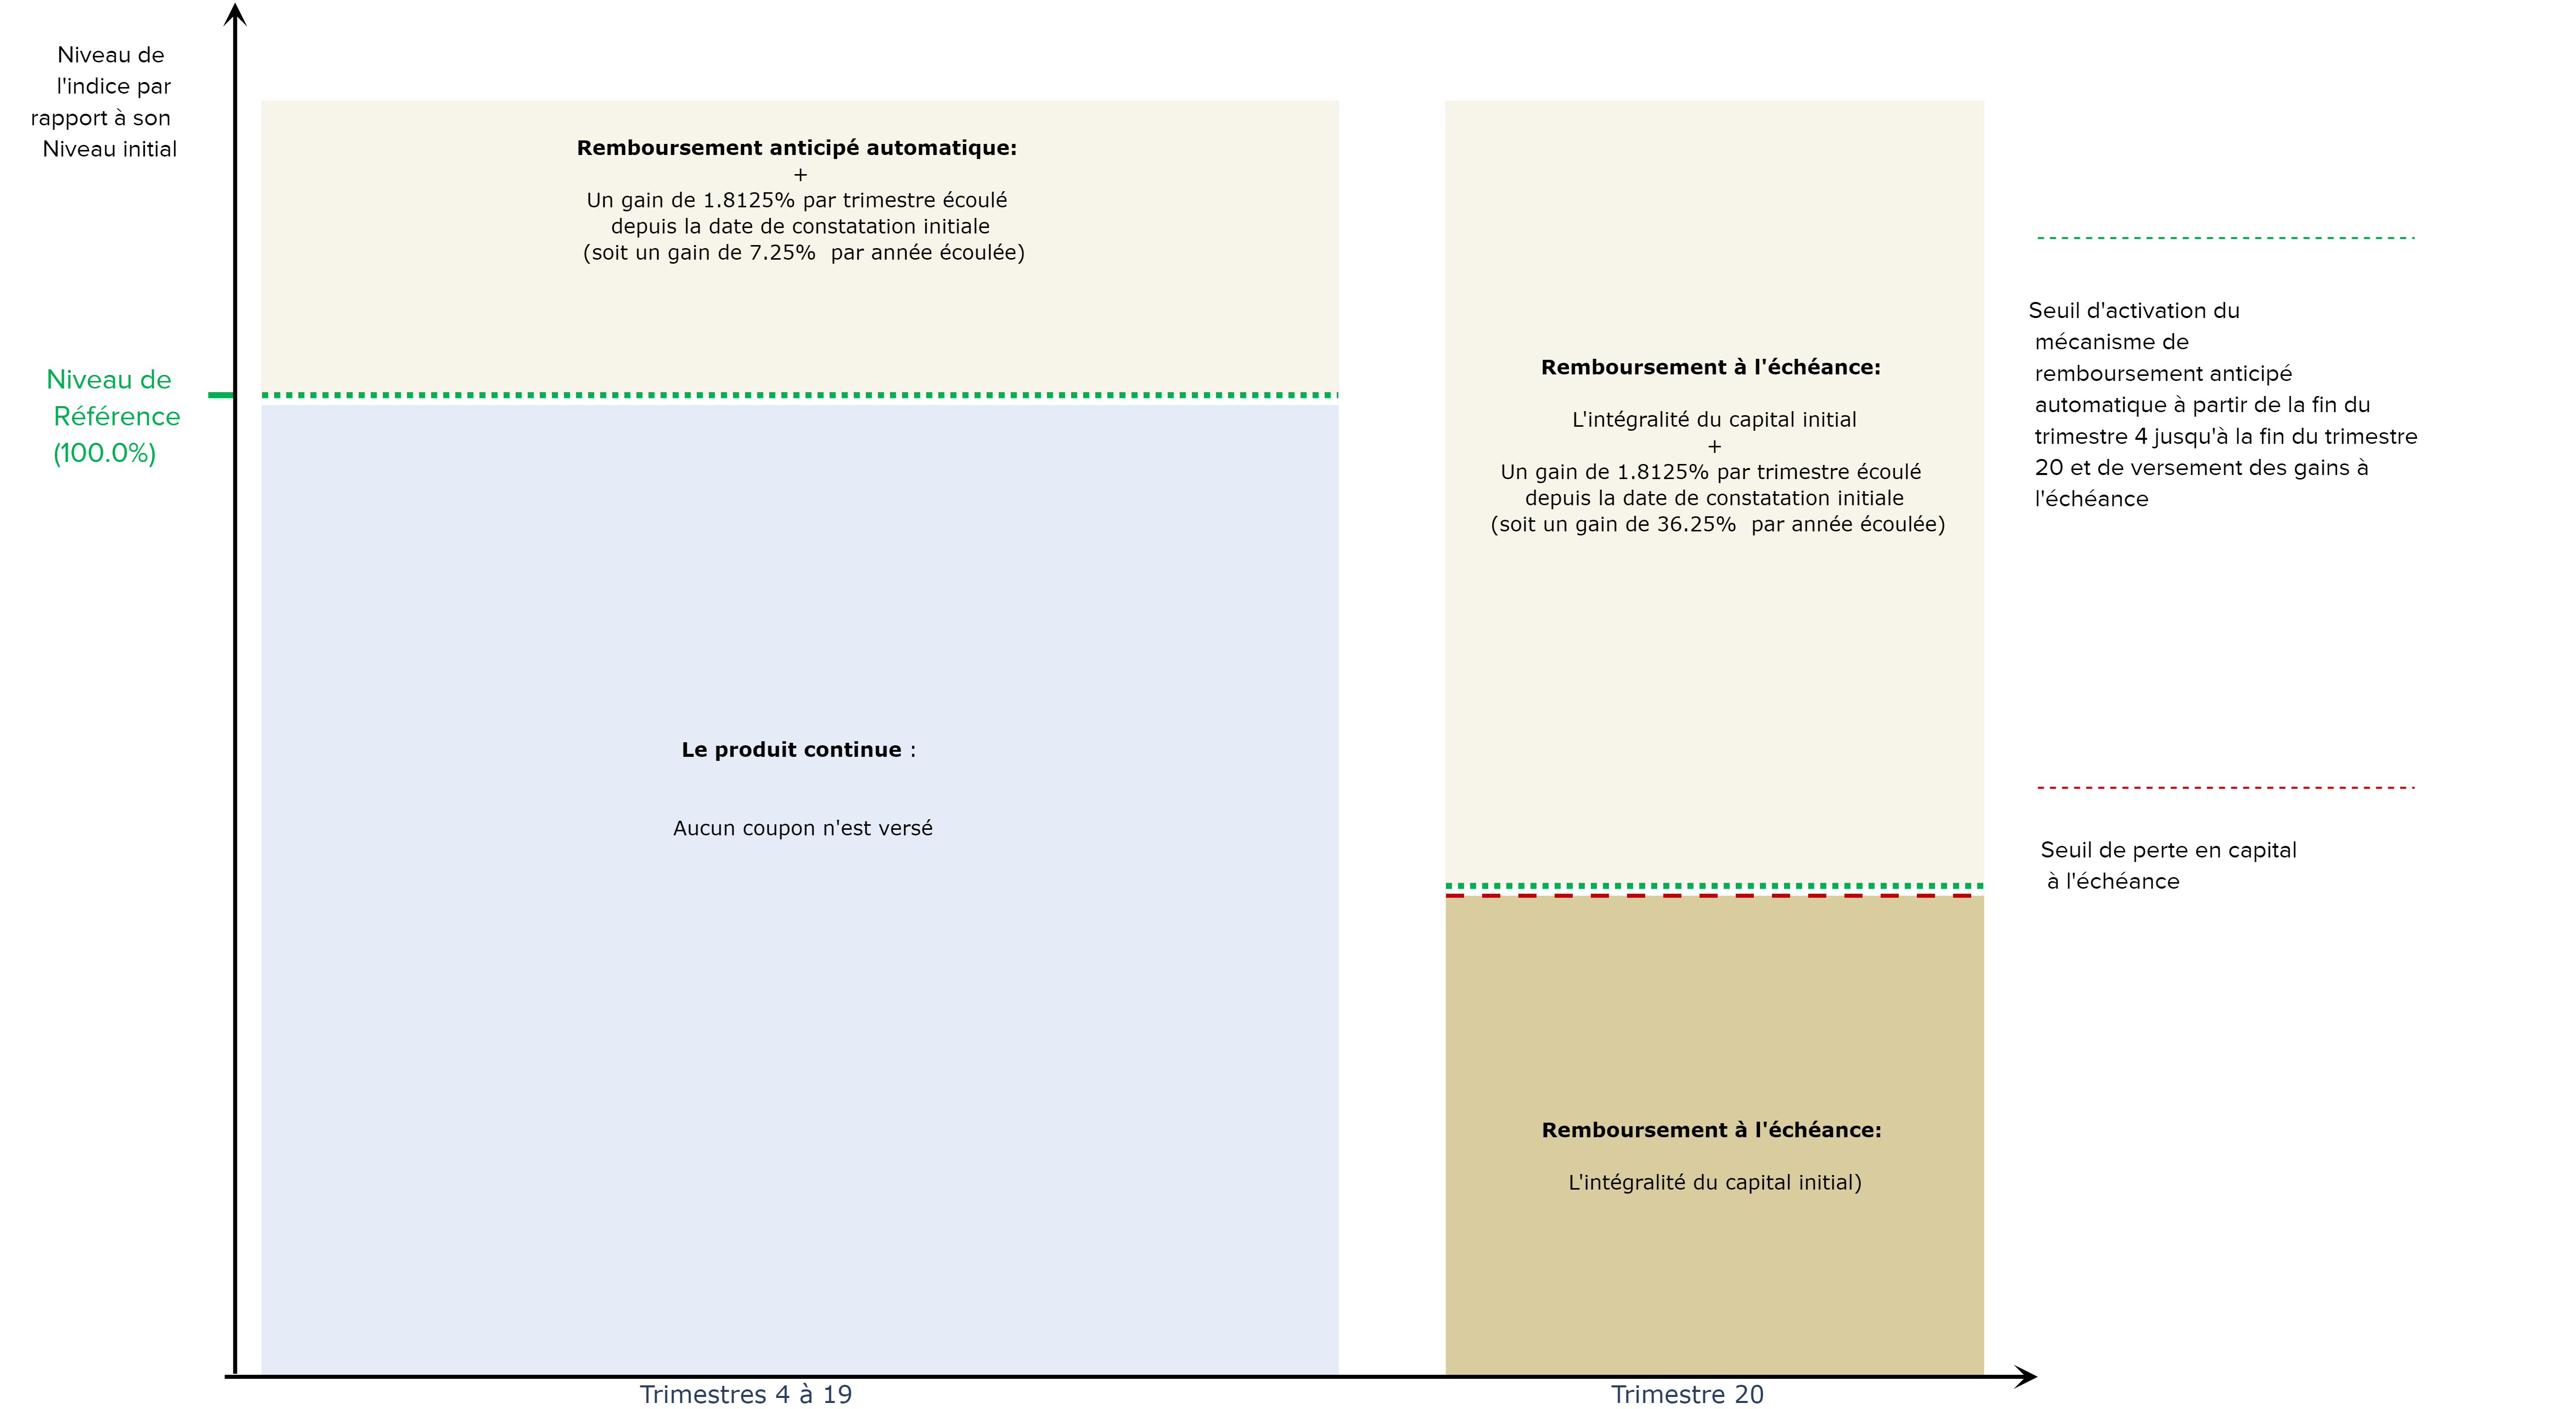 Niveau de
l'indice par
rapport à son
Niveau initial
Niveau de
Référence
(100.0%)
Remboursement anticipé automatique:
+
Un gain de 1.8125% par trimestre écoulé
depuis la date de constatation initiale
(soit un gain de 7.25%  par année écoulée)
Le produit continue :
Aucun coupon n'est versé
Remboursement à l'échéance:
L'intégralité du capital initial
+
Un gain de 1.8125% par trimestre écoulé
depuis la date de constatation initiale
(soit un gain de 36.25%  par année écoulée)
Remboursement à l'échéance:
L'intégralité du capital initial)
Seuil d'activation du
mécanisme de
remboursement anticipé
automatique à partir de la fin du
trimestre 4 jusqu'à la fin du trimestre
20 et de versement des gains à
l'échéance
Seuil de perte en capital
à l'échéance
Trimestres 4 à 19
Trimestre 20